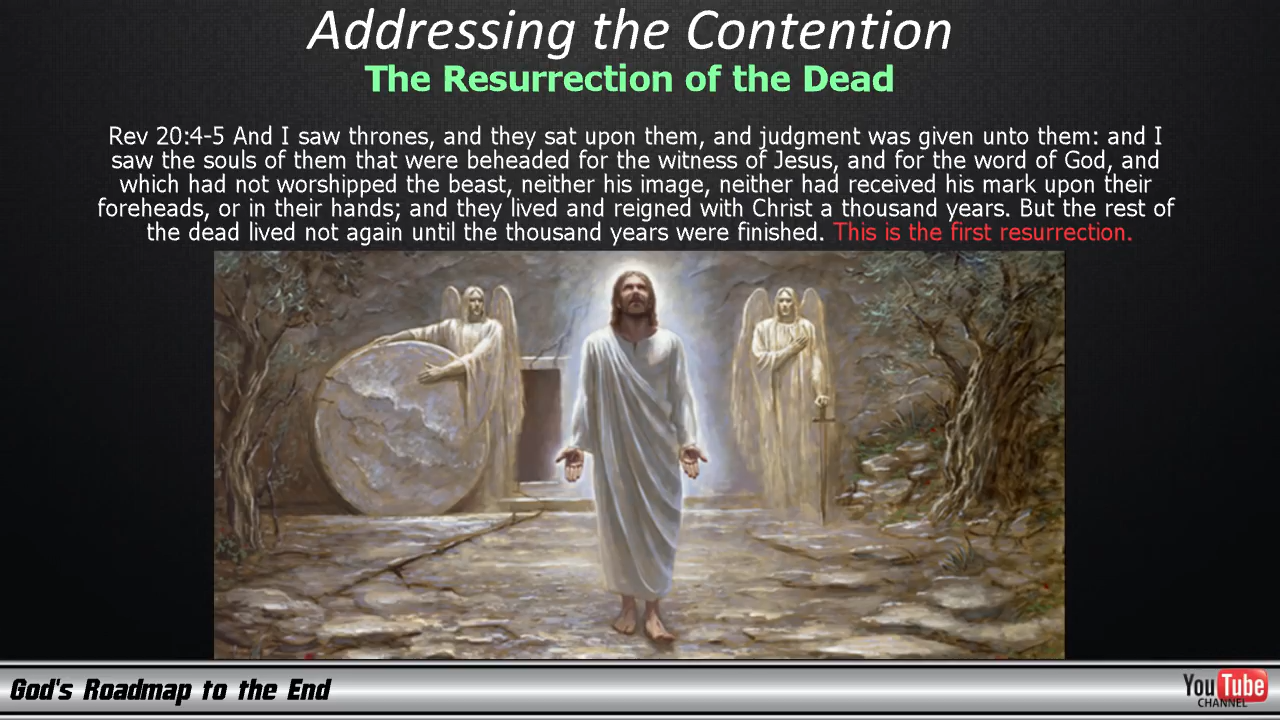 Addressing the Contention
The Resurrection of the Dead
Rev 20:4-5 And I saw thrones, and they sat upon them, and judgment was given unto them: and I
saw the souls of them that were beheaded for the witness of Jesus, and for the word of God, and
which had not worshipped the beast, neither his image, neither had received his mark upon their
foreheads, or in their hands; and they lived and reigned with Christ a thousand years. But the rest of
the dead lived not again until the thousand years were finished. This is the first resurrection.
God's Roadmap to the End
YouTube
CHANNEL